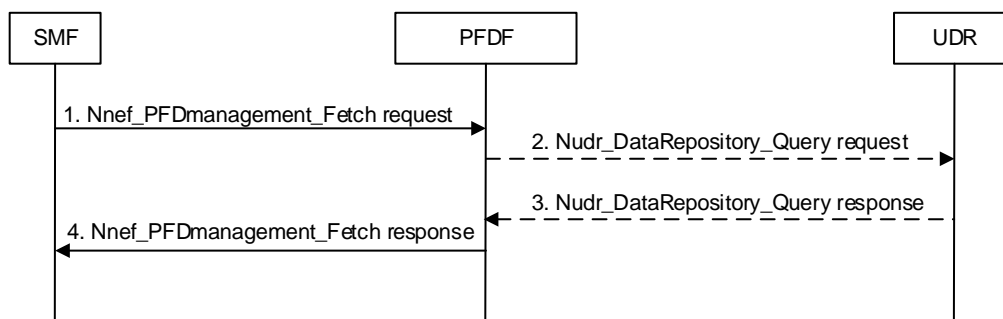 SMF
PFDF
UDR
1. Nnef_PFDmanagement_Fetch request
2. Nudr_DataRepository_Query request
3. Nudr_DataRepository_Query response
4. Nnef_PFDmanagement_Fetch response